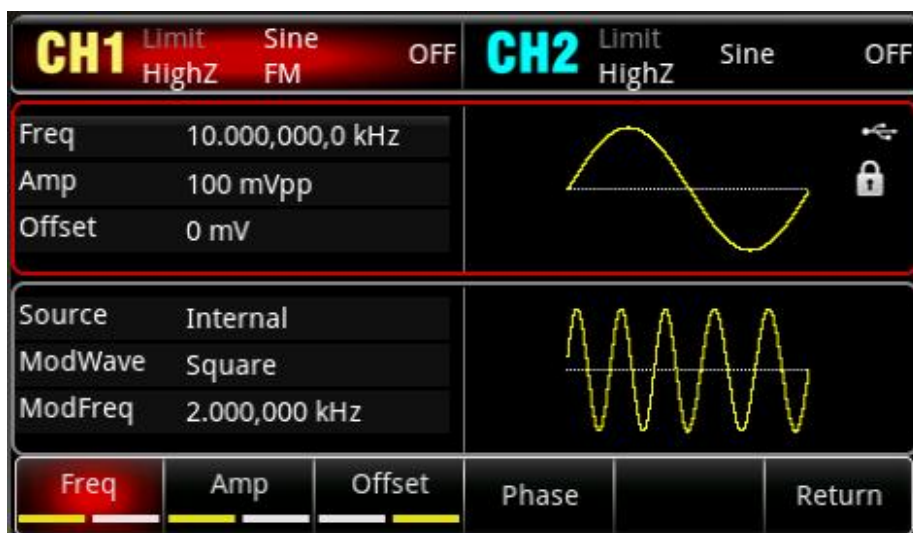 CH1 Limit Sine OFF CH2 Limit Sine OFF
HighZ FM HighZ
Freq 10.000,000,0 kHz
Amp 100 mVpp
Offset 0 mV
Source Internal
ModWave Square
ModFreq 2.000,000 kHz
Freq Amp Offset Phase Return